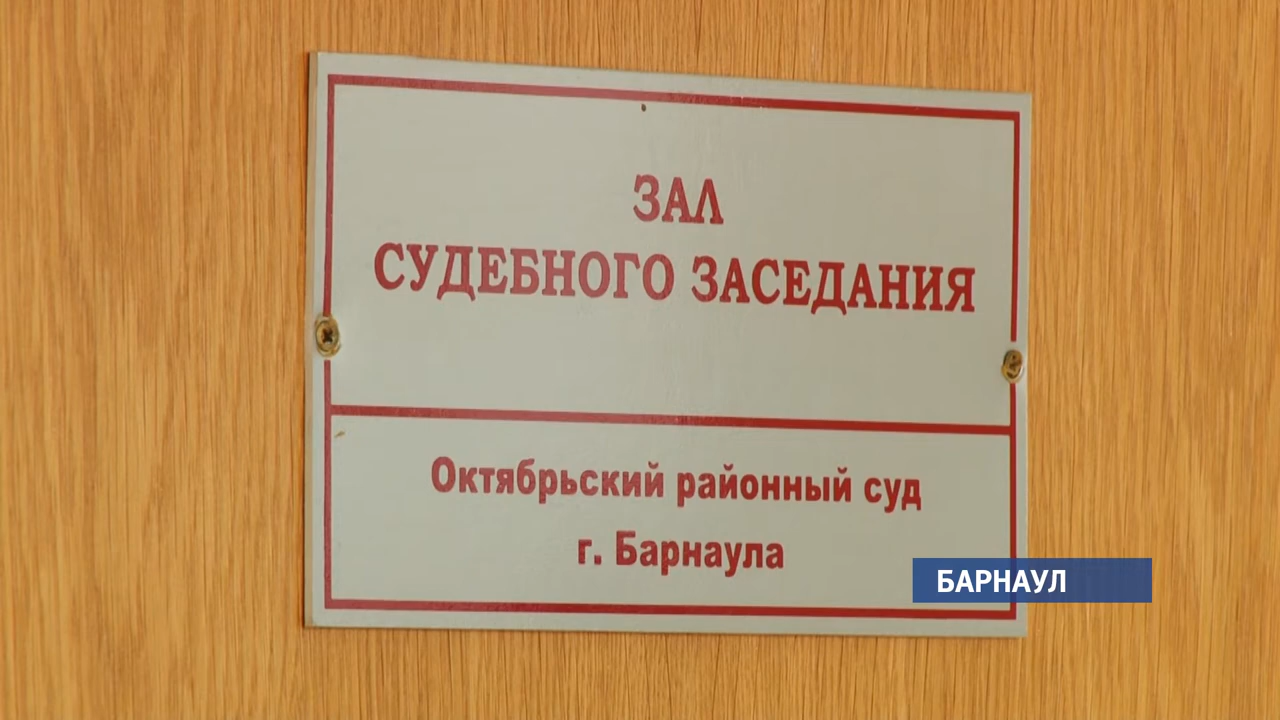 ЗАЛ
СУДЕБНОГО ЗАСЕДАНИЯ
Октябрьский районный суд
г. Барнаула
БАРНАУЛ